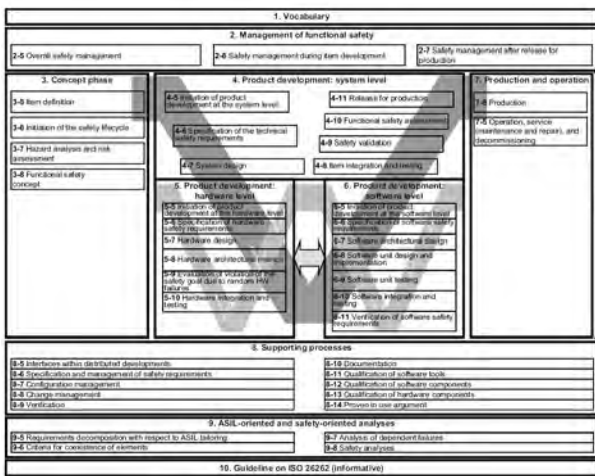 1. Vocabulary
2. Management of functional safety
2-5 Overall safety management
2-6 Safety management during item development
2-7 Safety management after release for
production
3. Concept phase
3-5 Item definition
3-6 Initiation of the safety lifecycle
3-7 Hazard analysis and risk
assessment
3-8 Functional safety
concept
4. Product development: system level
4-5 Initiation of product
development at the system level
4-6 Specification of the technical
safety requirements
4-7 System design
4-11 Release for production
4-10 Functional safety assessment
4-9 Safety validation
4-8 Item integration and testing
7. Production and operation
7-5 Production
7-5 Operation, service
(maintenance and repair), and
decommissioning
5. Product development:
hardware level
5-5 Initiation of product
development at the hardware level
5-6 Specification of hardware
safety requirements
5-7 Hardware design
5-8 Hardware architectural metrics
5-9 Evaluation of violation of the
safety goal due to random HW
failures
5-10 Hardware integration and
testing
6. Product development:
software level
6-5 Initiation of product
development at the software level
6-6 Specification of software safety
requirements
6-7 Software architectural design
6-8 Software unit design and
implementation
6-9 Software unit testing
6-10 Software integration and
testing
6-11 Verification of software safety
requirements
8. Supporting processes
8-5 Interfaces within distributed developments
8-6 Specification and management of safety requirements
8-7 Configuration management
8-8 Change management
8-9 Verification
8-10 Documentation
8-11 Qualification of software tools
8-12 Qualification of software components
8-13 Qualification of hardware components
8-14 Proven in use argument
9. ASIL-oriented and safety-oriented analyses
9-5 Requirements decomposition with respect to ASIL tailoring
9-6 Criteria for coexistence of elements
9-7 Analysis of dependent failures
9-8 Safety analyses
10. Guideline on ISO 26262 (informative)